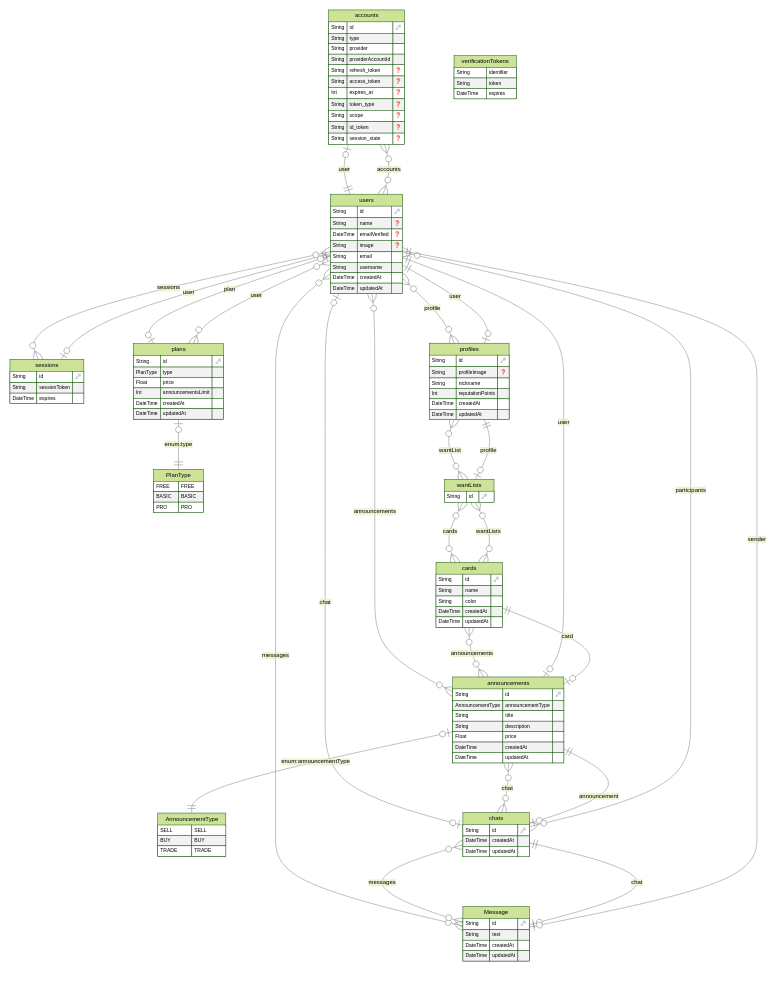 accounts
String id
String type
String provider
String providerAccountId
String refresh_token
String access_token
Int expires_at
String token_type
String scope
String id_token
String session_state
verificationTokens
String identifier
String token
DateTime expires
user
accounts
users
String id
String name
DateTime emailVerified
String image
String email
String username
DateTime createdAt
DateTime updatedAt
sessions
user
plan
user
profile
user
sessions
String id
String sessionToken
DateTime expires
plans
String id
PlanType type
Float price
Int announcementsLimit
DateTime createdAt
DateTime updatedAt
profiles
String id
String profileImage
String nickname
Int reputationPoints
DateTime createdAt
DateTime updatedAt
enum:type
user
wantList
profile
PlanType
FREE FREE
BASIC BASIC
PRO PRO
wantLists
String id
participants
announcements
cards
wantLists
sender
cards
String id
String name
String color
DateTime createdAt
DateTime updatedAt
chat
card
messages
announcements
announcements
String id
AnnouncementType announcementType
String title
String description
Float price
DateTime createdAt
DateTime updatedAt
enum:announcementType
chat
announcement
AnnouncementType
SELL SELL
BUY BUY
TRADE TRADE
chats
String id
DateTime createdAt
DateTime updatedAt
messages
chat
Message
String id
String text
DateTime createdAt
DateTime updatedAt